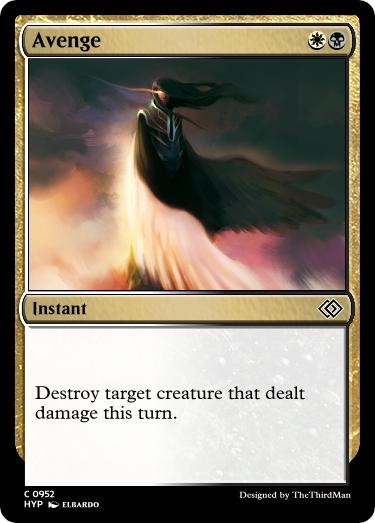 Avenge
Instant
Destroy target creature that dealt
damage this turn.
C 0952
HYP ELBARDO
Designed by TheThirdMan